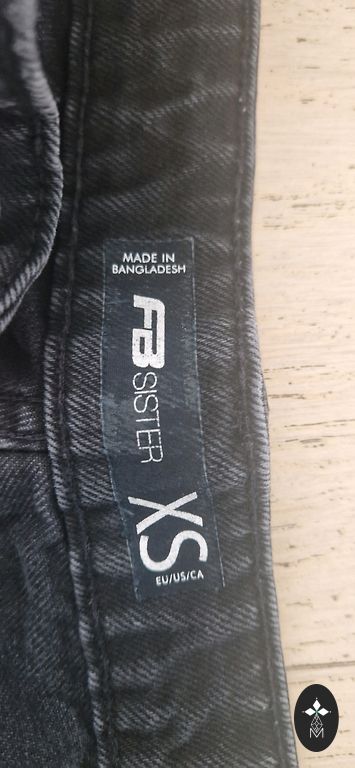 MADE IN
BANGLADESH
FB SISTER
XS
EU/US/CA
M